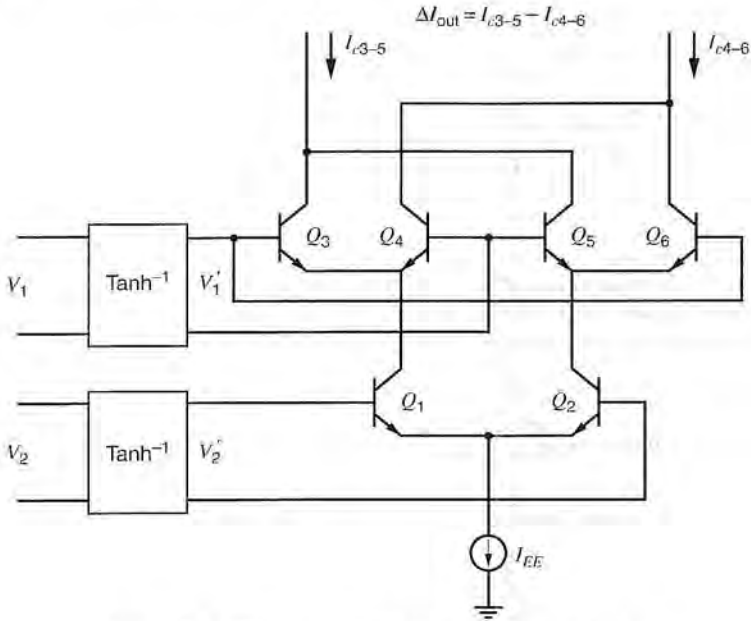 ΔI_out = I_c3–5 − I_c4–6
I_c3–5
I_c4–6
Q_3
Q_4
Q_5
Q_6
V_1
Tanh⁻¹
V_1'
Q_1
Q_2
V_2
Tanh⁻¹
V_2'
I_EE